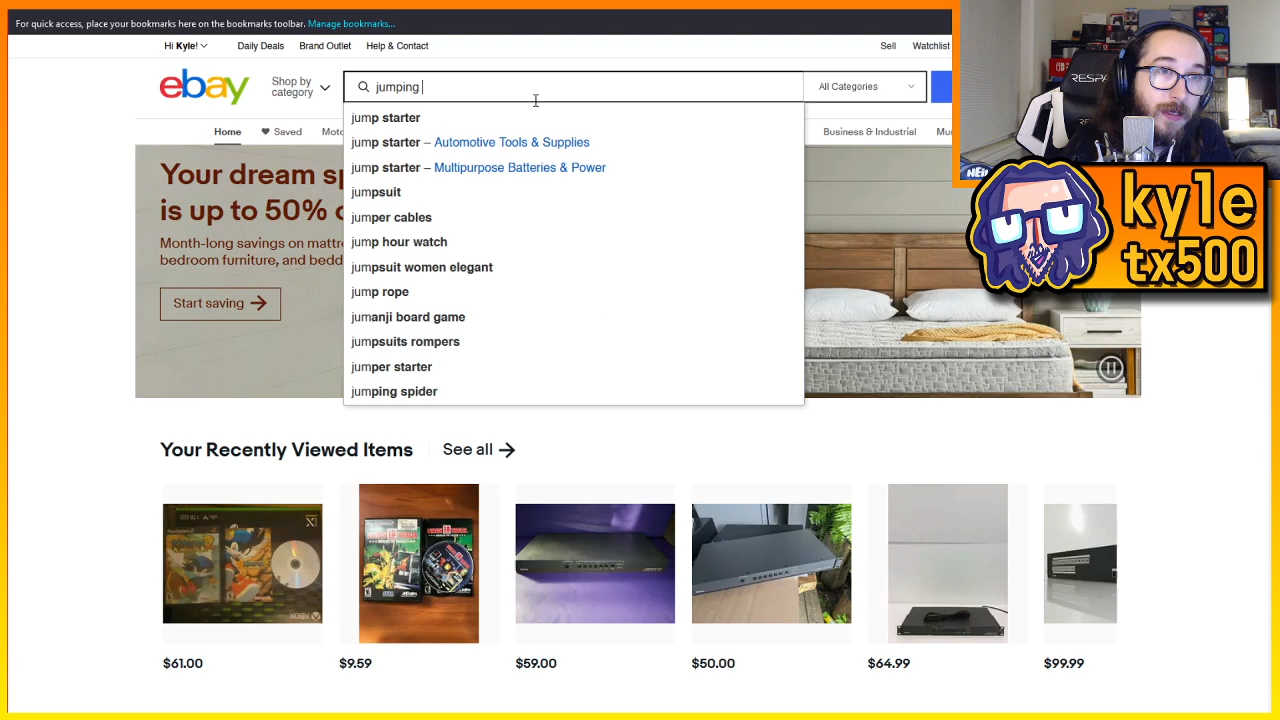 For quick access, place your bookmarks here on the bookmarks toolbar. Manage bookmarks...
Hi Kyle!
Daily Deals
Brand Outlet
Help & Contact
Sell
Watchlist
ebay
Shop by
category
jumping
All Categories
Home
Saved
Moto
Business & Industrial
Mu
jump starter
jump starter – Automotive Tools & Supplies
jump starter – Multipurpose Batteries & Power
jumpsuit
jumper cables
jump hour watch
jumpsuit women elegant
jump rope
jumanji board game
jumpsuits rompers
jumper starter
jumping spider
Your dream sp
is up to 50% o
Month-long savings on mattr
bedroom furniture, and bedd
Start saving
RESPA
kyle
tx500
Your Recently Viewed Items
See all
XBOX
$61.00
$9.59
$59.00
$50.00
$64.99
$99.99